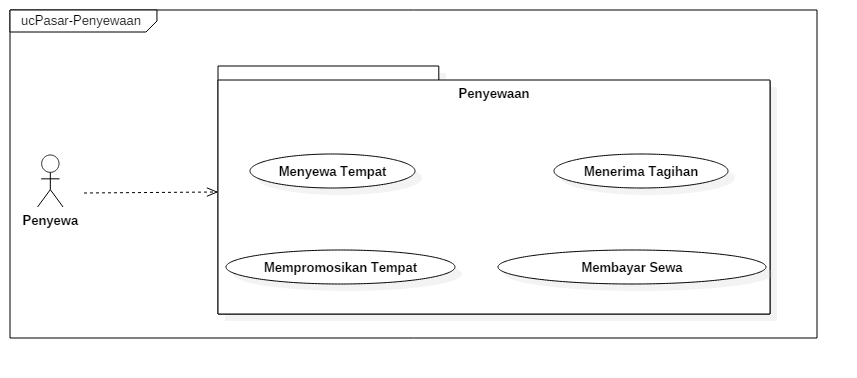 ucPasar-Penyewaan
Penyewaan
Menyewa Tempat
Menerima Tagihan
Penyewa
Mempromosikan Tempat
Membayar Sewa